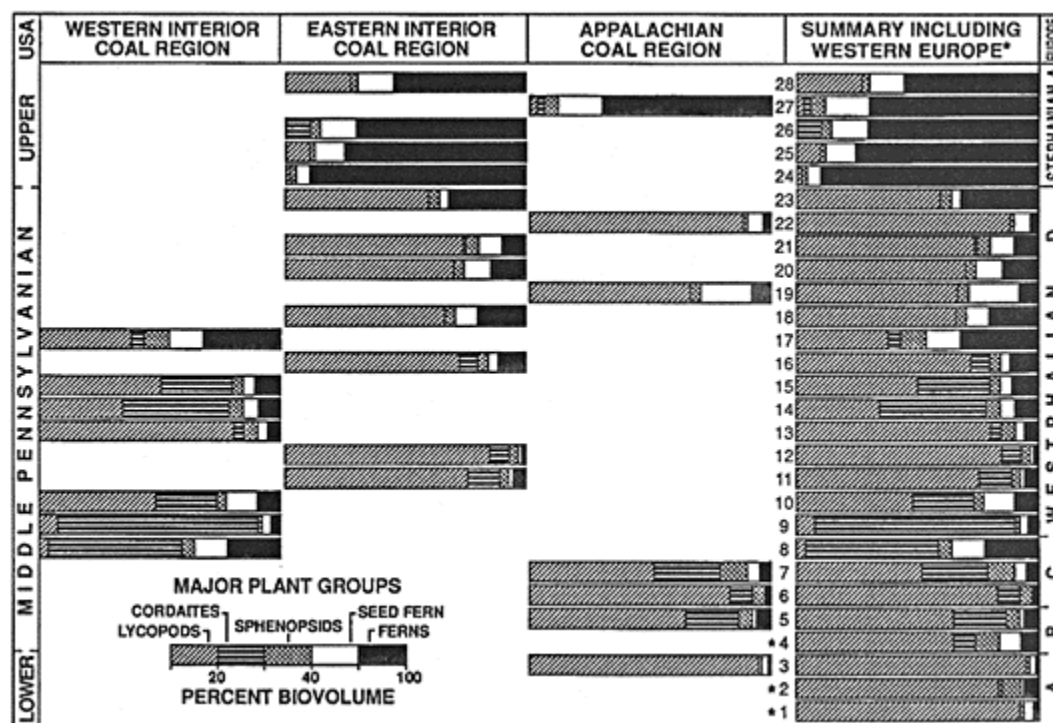 USA
WESTERN INTERIOR
COAL REGION
EASTERN INTERIOR
COAL REGION
APPALACHIAN
COAL REGION
SUMMARY INCLUDING
WESTERN EUROPE*
UPPER
MIDDLE PENNSYLVANIAN
LOWER
28
27
26
25
24
23
22
21
20
19
18
17
16
15
14
13
12
11
10
9
8
7
6
5
*4
3
*2
*1
STEPHANIAN
WESTPHALIAN
D
C
B
A
MAJOR PLANT GROUPS
CORDAITES
SEED FERN
LYCOPODS
SPHENOPSIDS
FERNS
20
40
100
PERCENT BIOVOLUME